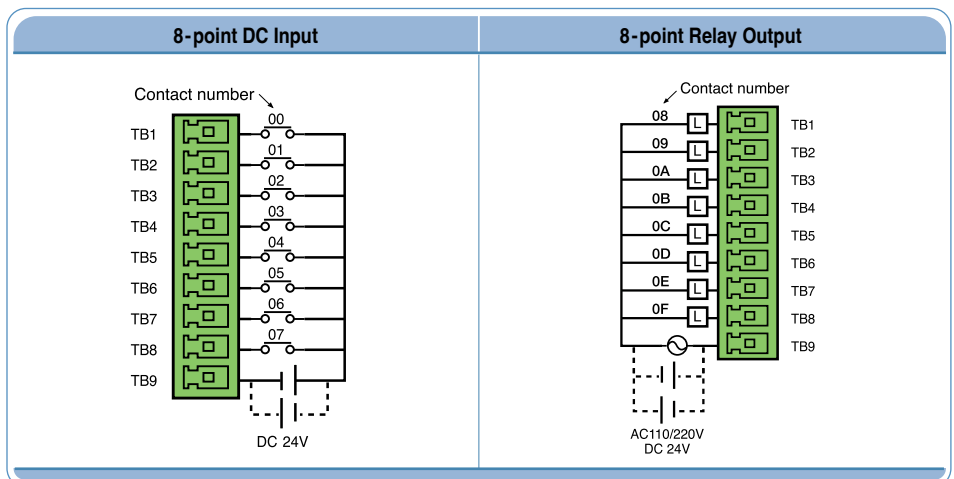 8-point DC Input
Contact number
00
TB1
01
TB2
02
TB3
03
TB4
04
TB5
05
TB6
06
TB7
07
TB8
TB9
DC 24V
8-point Relay Output
Contact number
08 L TB1
09 L TB2
0A L TB3
0B L TB4
0C L TB5
0D L TB6
0E L TB7
0F L TB8
TB9
AC110/220V
DC 24V